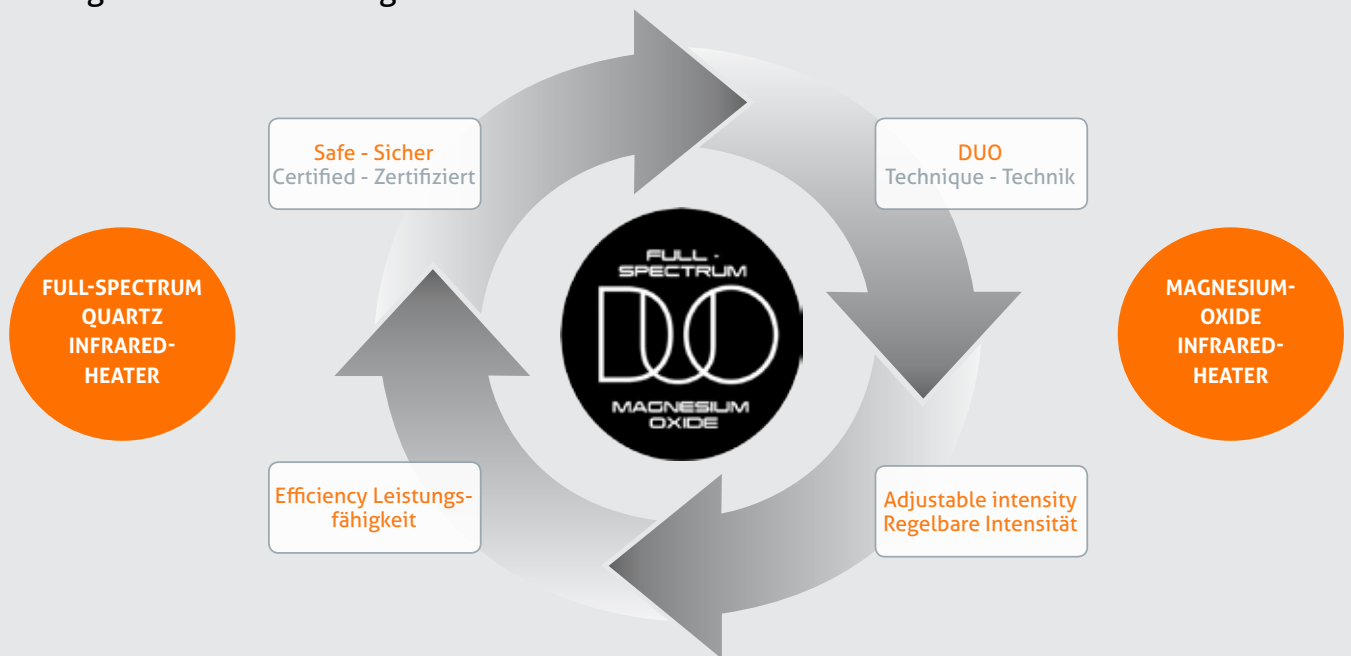 Safe - Sicher
Certified - Zertifiziert
DUO
Technique - Technik
FULL-SPECTRUM
QUARTZ
INFRARED-
HEATER
FULL -
SPECTRUM
DUO
MAGNESIUM
OXIDE
MAGNESIUM-
OXIDE
INFRARED-
HEATER
Efficiency Leistungs-
fähigkeit
Adjustable intensity
Regelbare Intensität